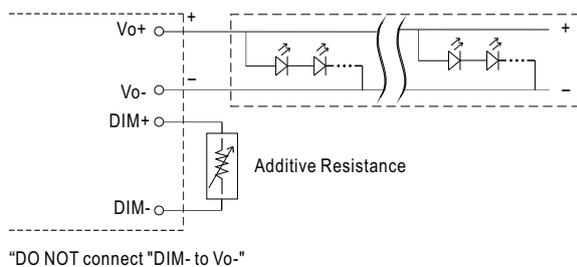 Vo+ + +
Vo- − −
DIM+
Additive Resistance
DIM-
“DO NOT connect "DIM- to Vo-"